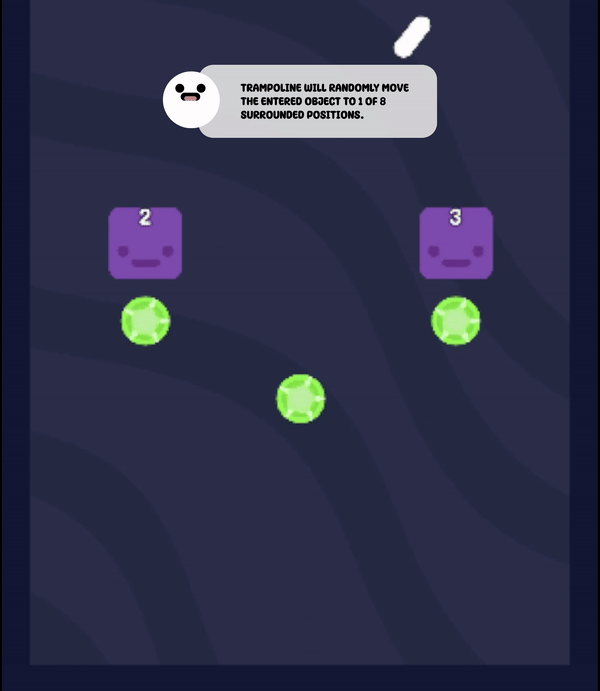 TRAMPOLINE WILL RANDOMLY MOVE
THE ENTERED OBJECT TO 1 OF 8
SURROUNDED POSITIONS.
2
3